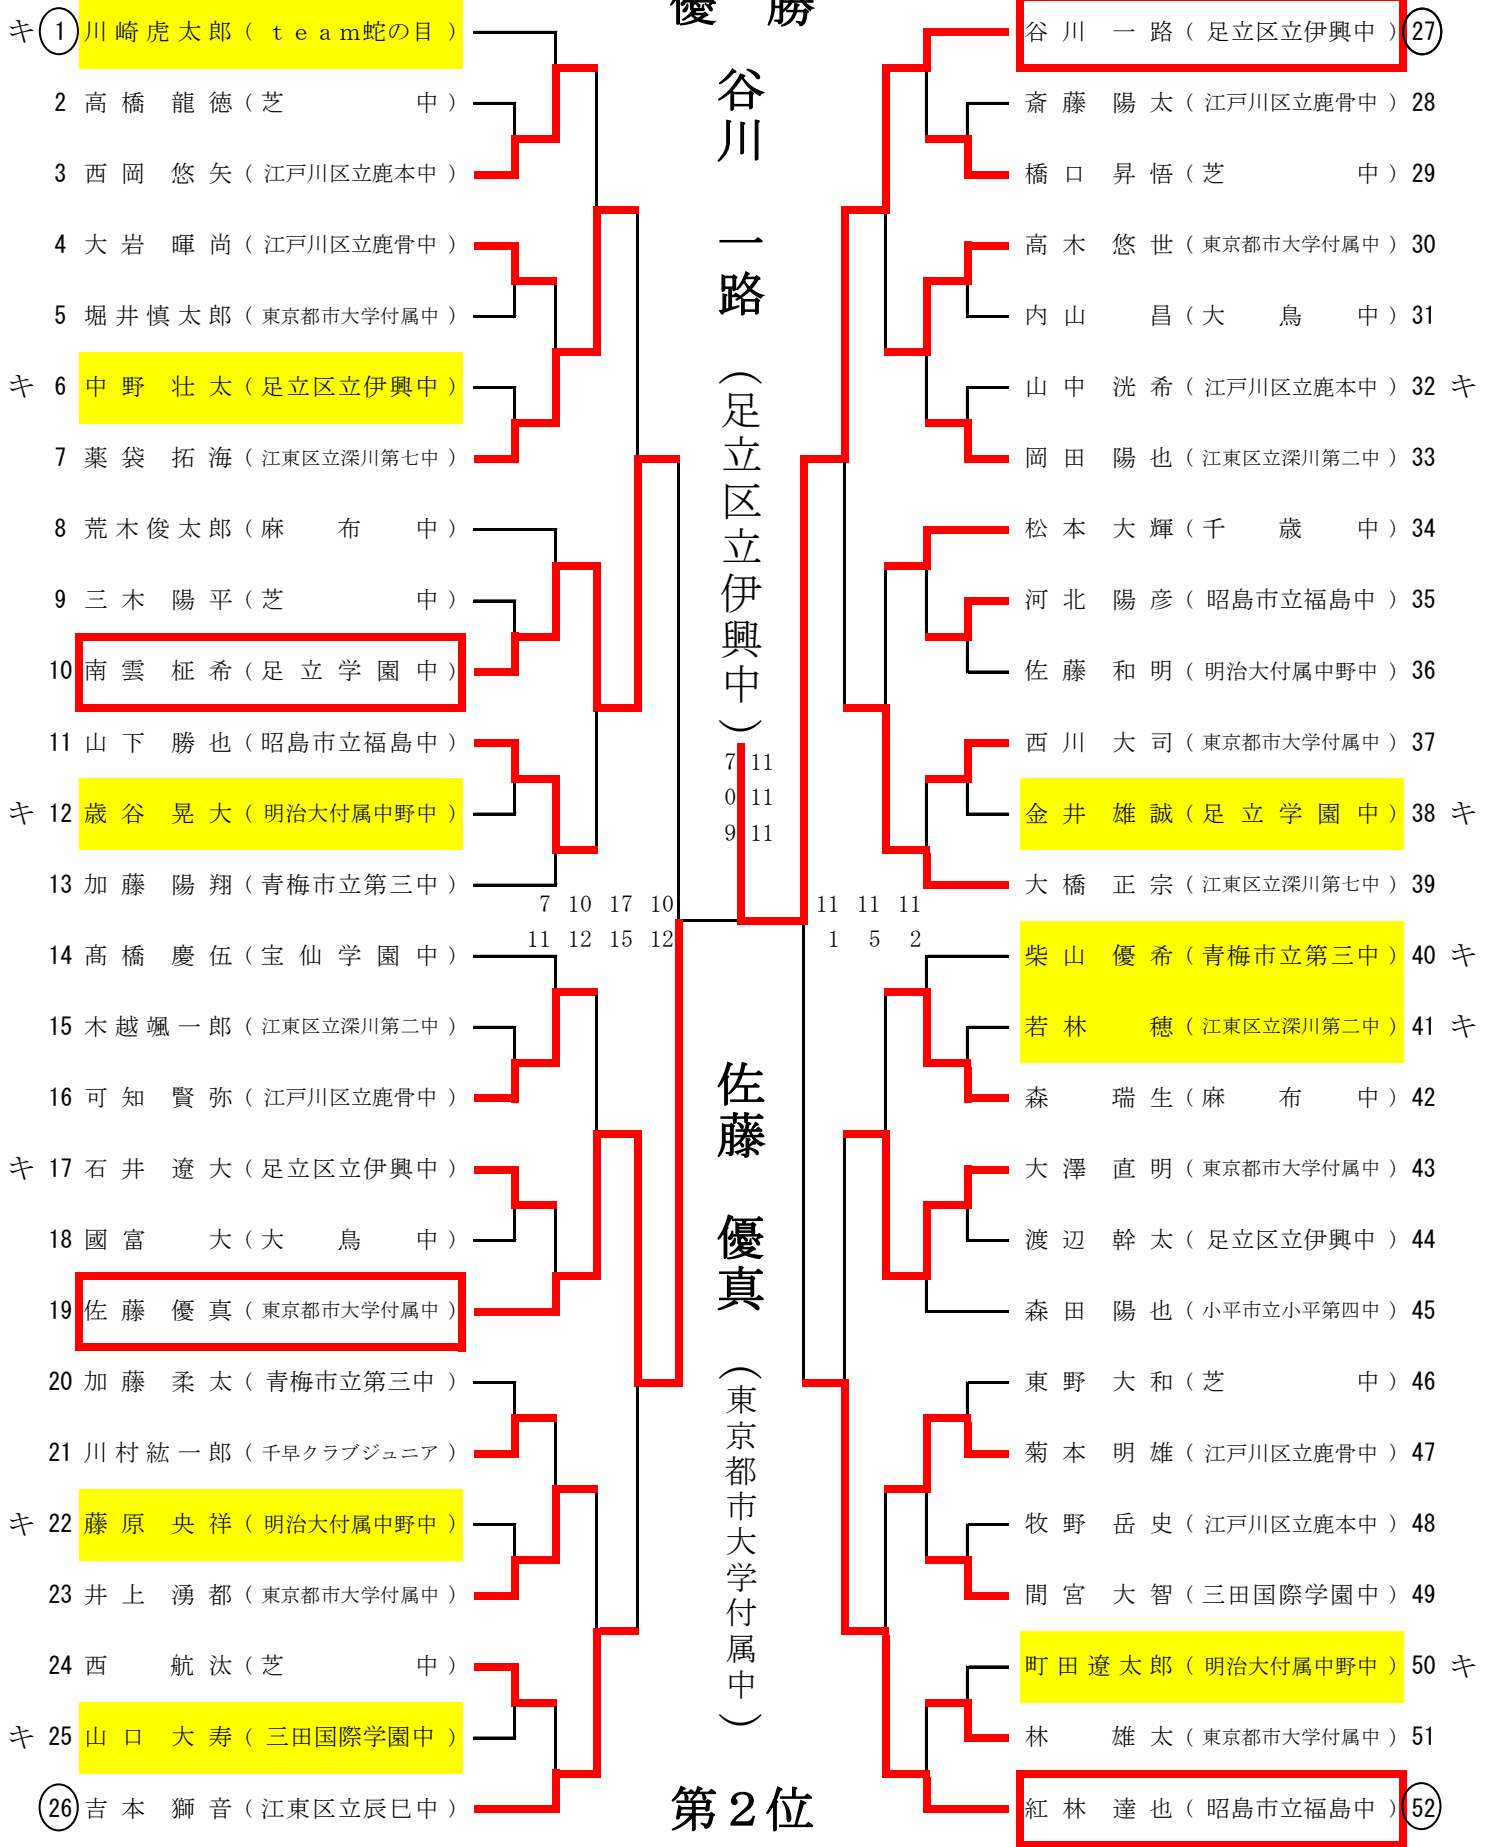 優勝
谷川 一路 (足立区立伊興中)
キ 1 川崎虎太郎 ( team蛇の目 )
2 高橋 龍徳 (芝 中)
3 西岡 悠矢 ( 江戸川区立鹿本中 )
4 大岩 暉尚 ( 江戸川区立鹿骨中 )
5 堀井慎太郎 ( 東京都市大学付属中 )
キ 6 中野 壮太 ( 足立区立伊興中 )
7 薬袋 拓海 ( 江東区立深川第七中 )
8 荒木俊太郎 (麻 布 中)
9 三木 陽平 (芝 中)
10 南雲 柾希 (足立学園中)
11 山下 勝也 ( 昭島市立福島中 )
キ 12 歳谷 晃大 ( 明治大付属中野中 )
13 加藤 陽翔 ( 青梅市立第三中 )
14 髙橋 慶伍 (宝仙学園中)
15 木越颯一郎 ( 江東区立深川第二中 )
16 可知 賢弥 ( 江戸川区立鹿骨中 )
キ 17 石井 遼大 ( 足立区立伊興中 )
18 國富 大 (大 鳥 中)
19 佐藤 優真 ( 東京都市大学付属中 )
20 加藤 柔太 ( 青梅市立第三中 )
21 川村紘一郎 ( 千早クラブジュニア )
キ 22 藤原 央祥 ( 明治大付属中野中 )
23 井上 湧都 ( 東京都市大学付属中 )
24 西 航汰 (芝 中)
キ 25 山口 大寿 ( 三田国際学園中 )
26 吉本 獅音 ( 江東区立辰巳中 )
7 11
0 11
9 11
7 10 17 10
11 12 15 12
11 11 11
1 5 2
谷川 一路 ( 足立区立伊興中 ) 27
斎藤 陽太 ( 江戸川区立鹿骨中 ) 28
橋口 昇悟 (芝 中) 29
高木 悠世 ( 東京都市大学付属中 ) 30
内山 昌 (大 鳥 中) 31
山中 洸希 ( 江戸川区立鹿本中 ) 32 キ
岡田 陽也 ( 江東区立深川第二中 ) 33
松本 大輝 (千 歳 中) 34
河北 陽彦 ( 昭島市立福島中 ) 35
佐藤 和明 ( 明治大付属中野中 ) 36
西川 大司 ( 東京都市大学付属中 ) 37
金井 雄誠 (足立学園中) 38 キ
大橋 正宗 ( 江東区立深川第七中 ) 39
柴山 優希 ( 青梅市立第三中 ) 40 キ
若林 穂 ( 江東区立深川第二中 ) 41 キ
森 瑞生 (麻 布 中) 42
大澤 直明 ( 東京都市大学付属中 ) 43
渡辺 幹太 ( 足立区立伊興中 ) 44
森田 陽也 ( 小平市立小平第四中 ) 45
東野 大和 (芝 中) 46
菊本 明雄 ( 江戸川区立鹿骨中 ) 47
牧野 岳史 ( 江戸川区立鹿本中 ) 48
間宮 大智 ( 三田国際学園中 ) 49
町田遼太郎 ( 明治大付属中野中 ) 50 キ
林 雄太 ( 東京都市大学付属中 ) 51
紅林 達也 ( 昭島市立福島中 ) 52
佐藤 優真 (東京都市大学付属中)
第2位